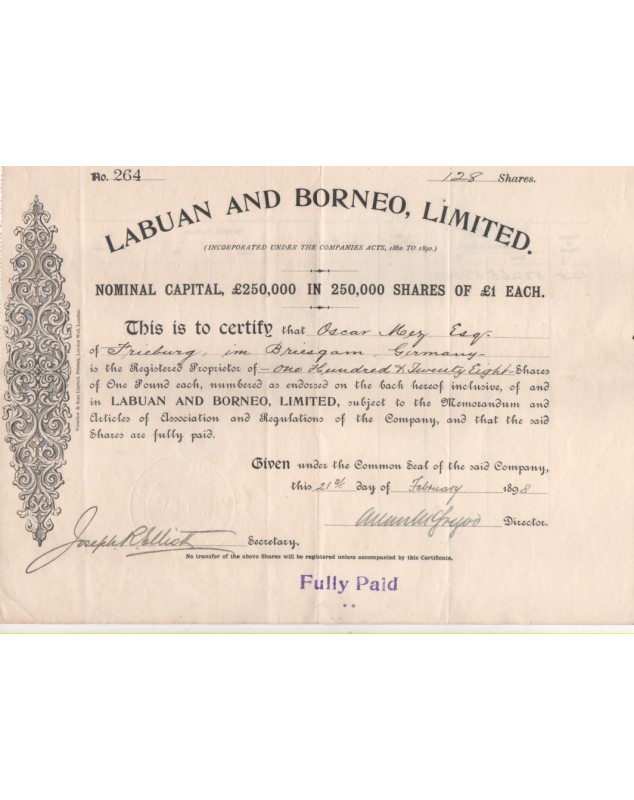 No. 264 128 Shares.
LABUAN AND BORNEO, LIMITED.
(INCORPORATED UNDER THE COMPANIES ACTS, 1862 TO 1890.)
NOMINAL CAPITAL, £250,000 IN 250,000 SHARES OF £1 EACH.
This is to certify that Oscar Mez Esq.
of Frieburg, im Briesgam, Germany
is the Registered Proprietor of One Hundred & Twenty Eight Shares
of One Pound each, numbered as endorsed on the back hereof inclusive, of and
in LABUAN AND BORNEO, LIMITED, subject to the Memorandum and
Articles of Association and Regulations of the Company, and that the said
Shares are fully paid.
Given under the Common Seal of the said Company,
this 21st day of February 1898
Director.
Joseph R Elliott Secretary.
No transfer of the above Shares will be registered unless accompanied by this Certificate.
Fully Paid